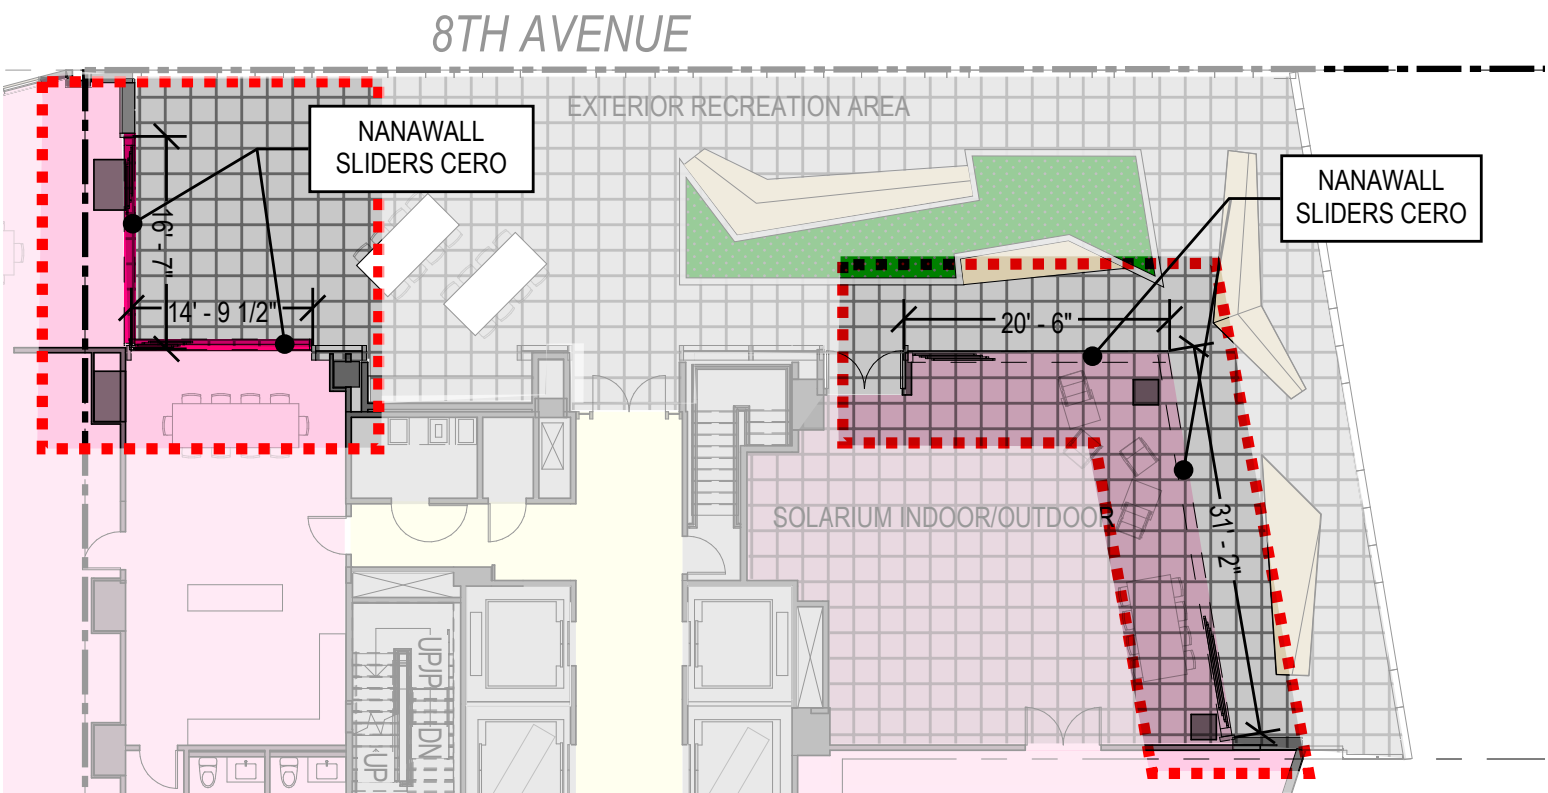 8TH AVENUE
EXTERIOR RECREATION AREA
NANAWALL
SLIDERS CERO
NANAWALL
SLIDERS CERO
16' - 7"
14' - 9 1/2"
20' - 6"
SOLARIUM INDOOR/OUTDOOR
31' - 2"
UP
DN
UP